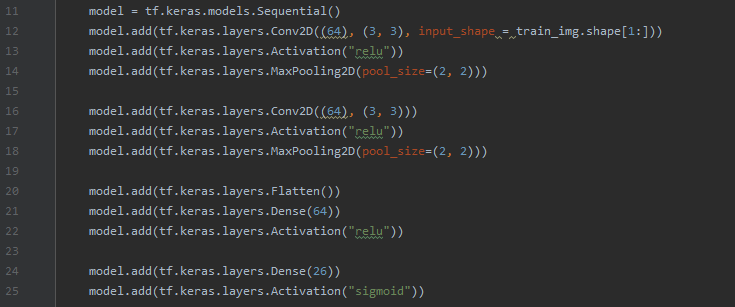 11 model = tf.keras.models.Sequential()
12 model.add(tf.keras.layers.Conv2D((64), (3, 3), input_shape = train_img.shape[1:]))
13 model.add(tf.keras.layers.Activation("relu"))
14 model.add(tf.keras.layers.MaxPooling2D(pool_size=(2, 2)))
15
16 model.add(tf.keras.layers.Conv2D((64), (3, 3)))
17 model.add(tf.keras.layers.Activation("relu"))
18 model.add(tf.keras.layers.MaxPooling2D(pool_size=(2, 2)))
19
20 model.add(tf.keras.layers.Flatten())
21 model.add(tf.keras.layers.Dense(64))
22 model.add(tf.keras.layers.Activation("relu"))
23
24 model.add(tf.keras.layers.Dense(26))
25 model.add(tf.keras.layers.Activation("sigmoid"))